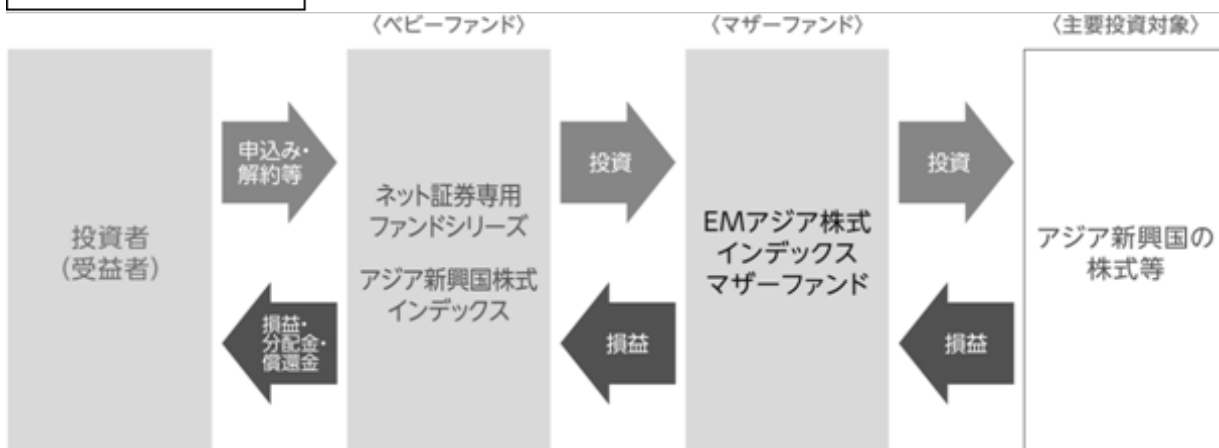 〈ベビーファンド〉
〈マザーファンド〉
〈主要投資対象〉
投資者
(受益者)
申込み・
解約等
損益・
分配金・
償還金
ネット証券専用
ファンドシリーズ
アジア新興国株式
インデックス
投資
損益
EMアジア株式
インデックス
マザーファンド
投資
損益
アジア新興国の
株式等